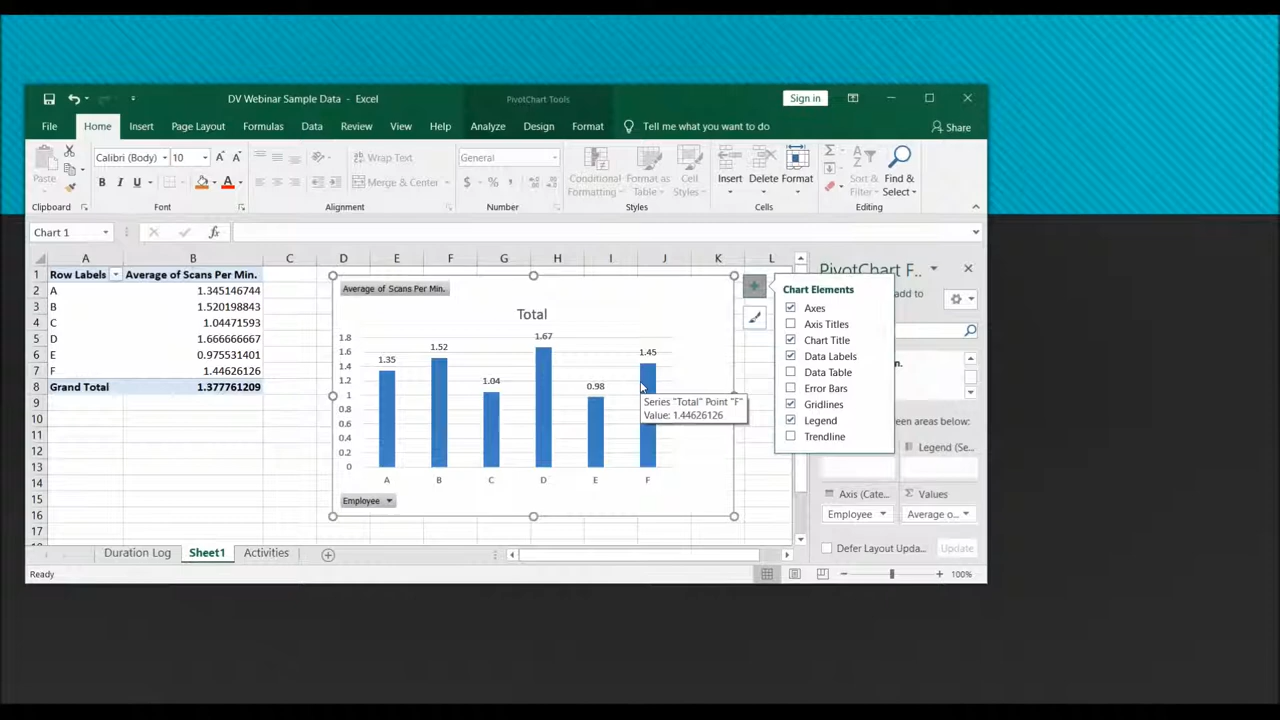 DV Webinar Sample Data - Excel
PivotChart Tools
Sign in
File Home Insert Page Layout Formulas Data Review View Help Analyze Design Format Tell me what you want to do Share
Paste
Calibri (Body) 10
B I U
A A
Wrap Text
Merge & Center
General
$ % ,
Conditional Formatting
Format as Table
Cell Styles
Insert Delete Format
Sort & Filter
Find & Select
Clipboard Font Alignment Number Styles Cells Editing
Chart 1
fx
A B C D E F G H I J K L
1 Row Labels Average of Scans Per Min.
2 A 1.345146744
3 B 1.520198843
4 C 1.04471593
5 D 1.666666667
6 E 0.975531401
7 F 1.44626126
8 Grand Total 1.377761209
9
10
11
12
13
14
15
16
17
Average of Scans Per Min.
Total
1.8
1.6
1.4
1.2
1
0.8
0.6
0.4
0.2
0
1.35
1.52
1.04
1.67
0.98
1.45
A B C D E F
Series "Total" Point "F"
Value: 1.44626126
Employee
PivotChart F...
add to
Chart Elements
Axes
Axis Titles
Chart Title
Data Labels
Data Table
Error Bars
Gridlines
Legend
Trendline
een areas below:
Legend (Se...
Axis (Cate...
Σ Values
Employee
Average o...
Defer Layout Upda...
Update
Duration Log Sheet1 Activities
Ready
100%